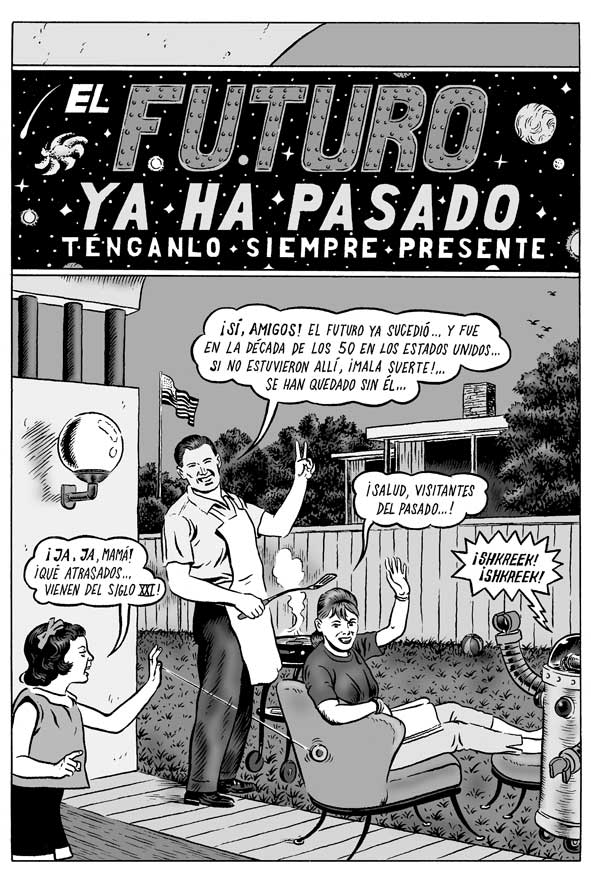 EL FUTURO
YA HA PASADO
TÉNGANLO SIEMPRE PRESENTE
¡SÍ, AMIGOS! EL FUTURO YA SUCEDIÓ... Y FUE
EN LA DÉCADA DE LOS 50 EN LOS ESTADOS UNIDOS...
SI NO ESTUVIERON ALLÍ, ¡MALA SUERTE!...
SE HAN QUEDADO SIN ÉL...
¡SALUD, VISITANTES
DEL PASADO...!
¡JA, JA, MAMÁ!
¡QUÉ ATRASADOS...
VIENEN DEL SIGLO XXI!
¡SHKREEK!
¡SHKREEK!